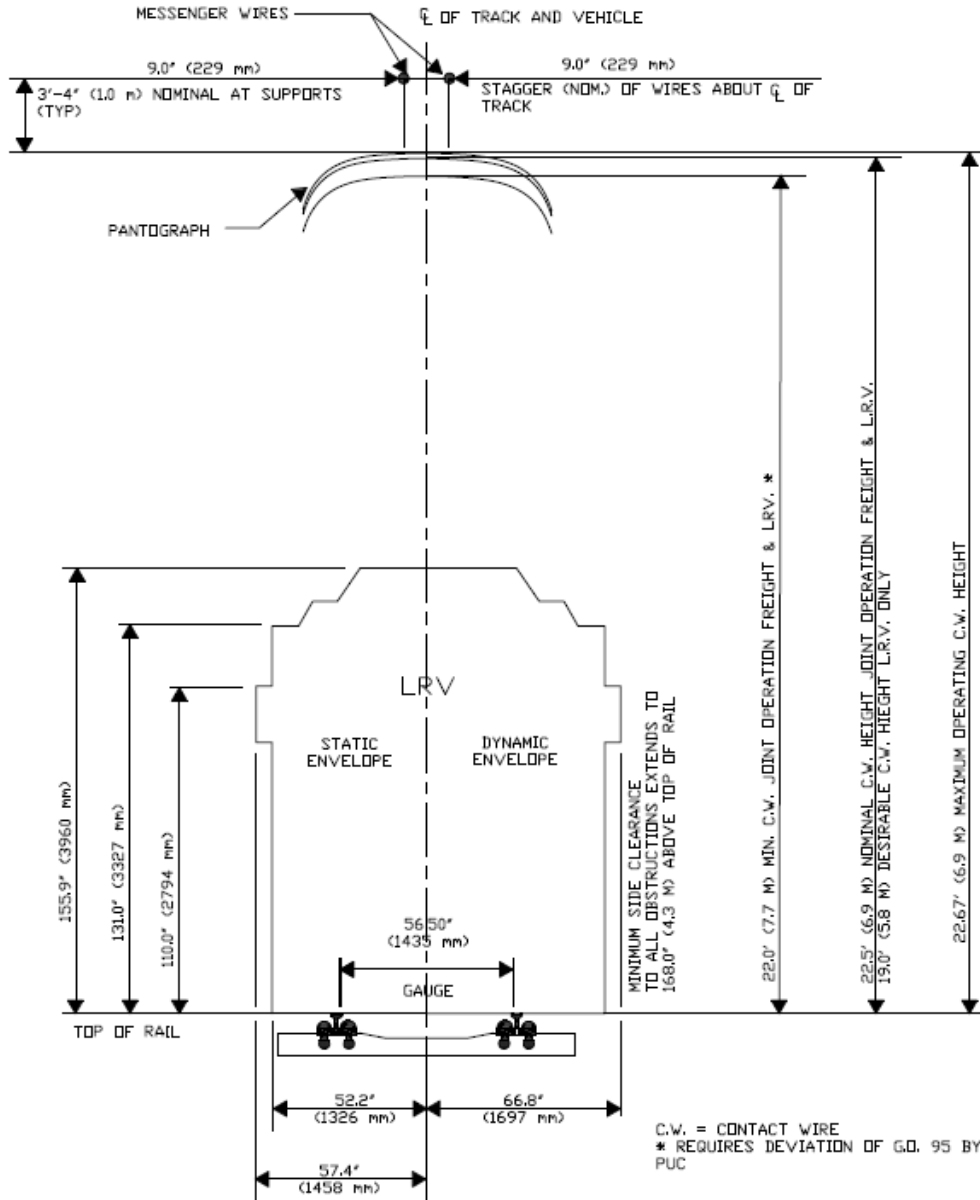 MESSENGER WIRES
℄ OF TRACK AND VEHICLE
9.0" (229 mm)
9.0" (229 mm)
3'-4" (1.0 m) NOMINAL AT SUPPORTS
(TYP)
STAGGER (NOM.) OF WIRES ABOUT ℄ OF
TRACK
PANTOGRAPH
155.9" (3960 mm)
131.0" (3327 mm)
110.0" (2794 mm)
LRV
STATIC
ENVELOPE
DYNAMIC
ENVELOPE
MINIMUM SIDE CLEARANCE
TO ALL OBSTRUCTIONS EXTENDS TO
168.0" (4.3 M) ABOVE TOP OF RAIL
22.0' (7.7 M) MIN. C.W. JOINT OPERATION FREIGHT & LRV. *
22.5' (6.9 M) NOMINAL C.W. HEIGHT JOINT OPERATION FREIGHT & L.R.V.
19.0' (5.8 M) DESIRABLE C.W. HIEGHT L.R.V. ONLY
22.67' (6.9 M) MAXIMUM OPERATING C.W. HEIGHT
56.50"
(1435 mm)
GAUGE
TOP OF RAIL
52.2"
(1326 mm)
66.8"
(1697 mm)
57.4"
(1458 mm)
C.W. = CONTACT WIRE
* REQUIRES DEVIATION OF G.O. 95 BY
PUC